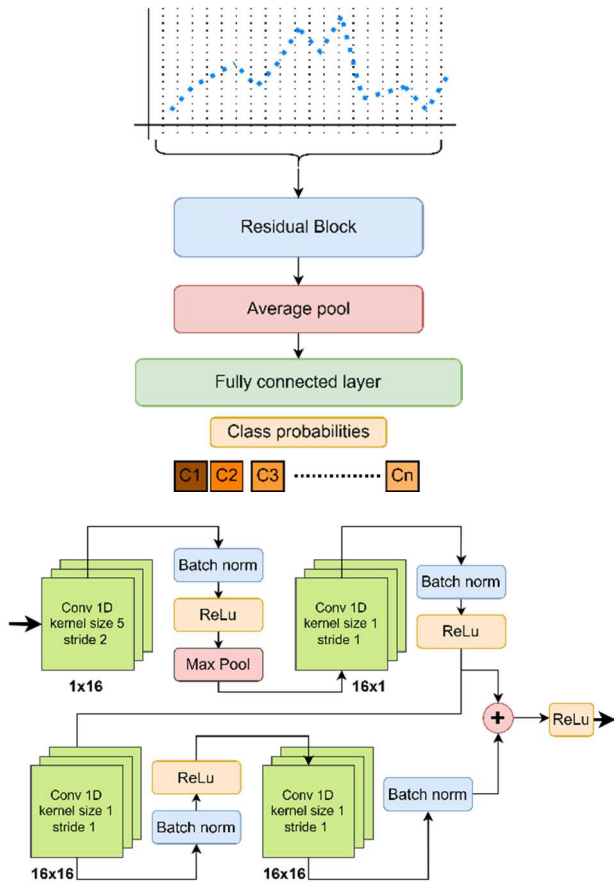 Residual Block
Average pool
Fully connected layer
Class probabilities
C1 C2 C3 Cn
Conv 1D
kernel size 5
stride 2
1x16
Batch norm
ReLu
Max Pool
Conv 1D
kernel size 1
stride 1
16x1
Batch norm
ReLu
+
ReLu
Conv 1D
kernel size 1
stride 1
16x16
ReLu
Batch norm
Conv 1D
kernel size 1
stride 1
16x16
Batch norm